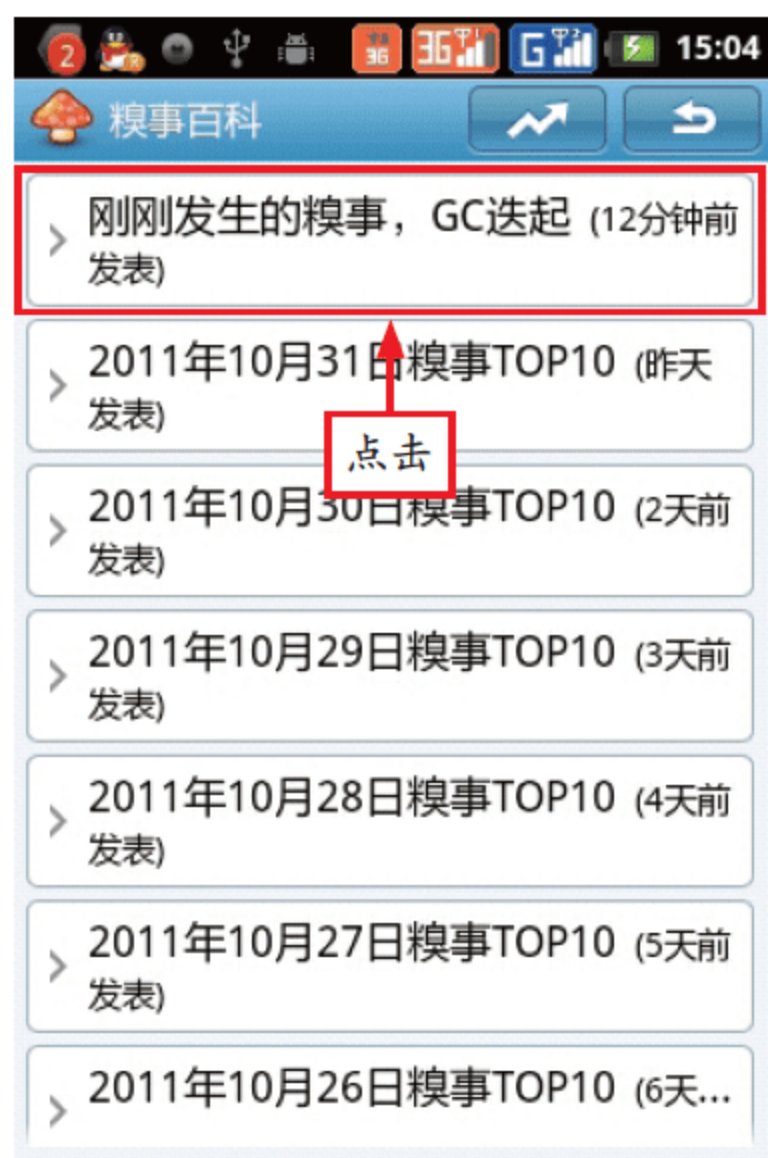 2
R
3G
3G
1
G
2
15:04
糗事百科
刚刚发生的糗事，GC迭起 (12分钟前
发表)
2011年10月31日糗事TOP10 (昨天
发表)
点击
2011年10月30日糗事TOP10 (2天前
发表)
2011年10月29日糗事TOP10 (3天前
发表)
2011年10月28日糗事TOP10 (4天前
发表)
2011年10月27日糗事TOP10 (5天前
发表)
2011年10月26日糗事TOP10 (6天...